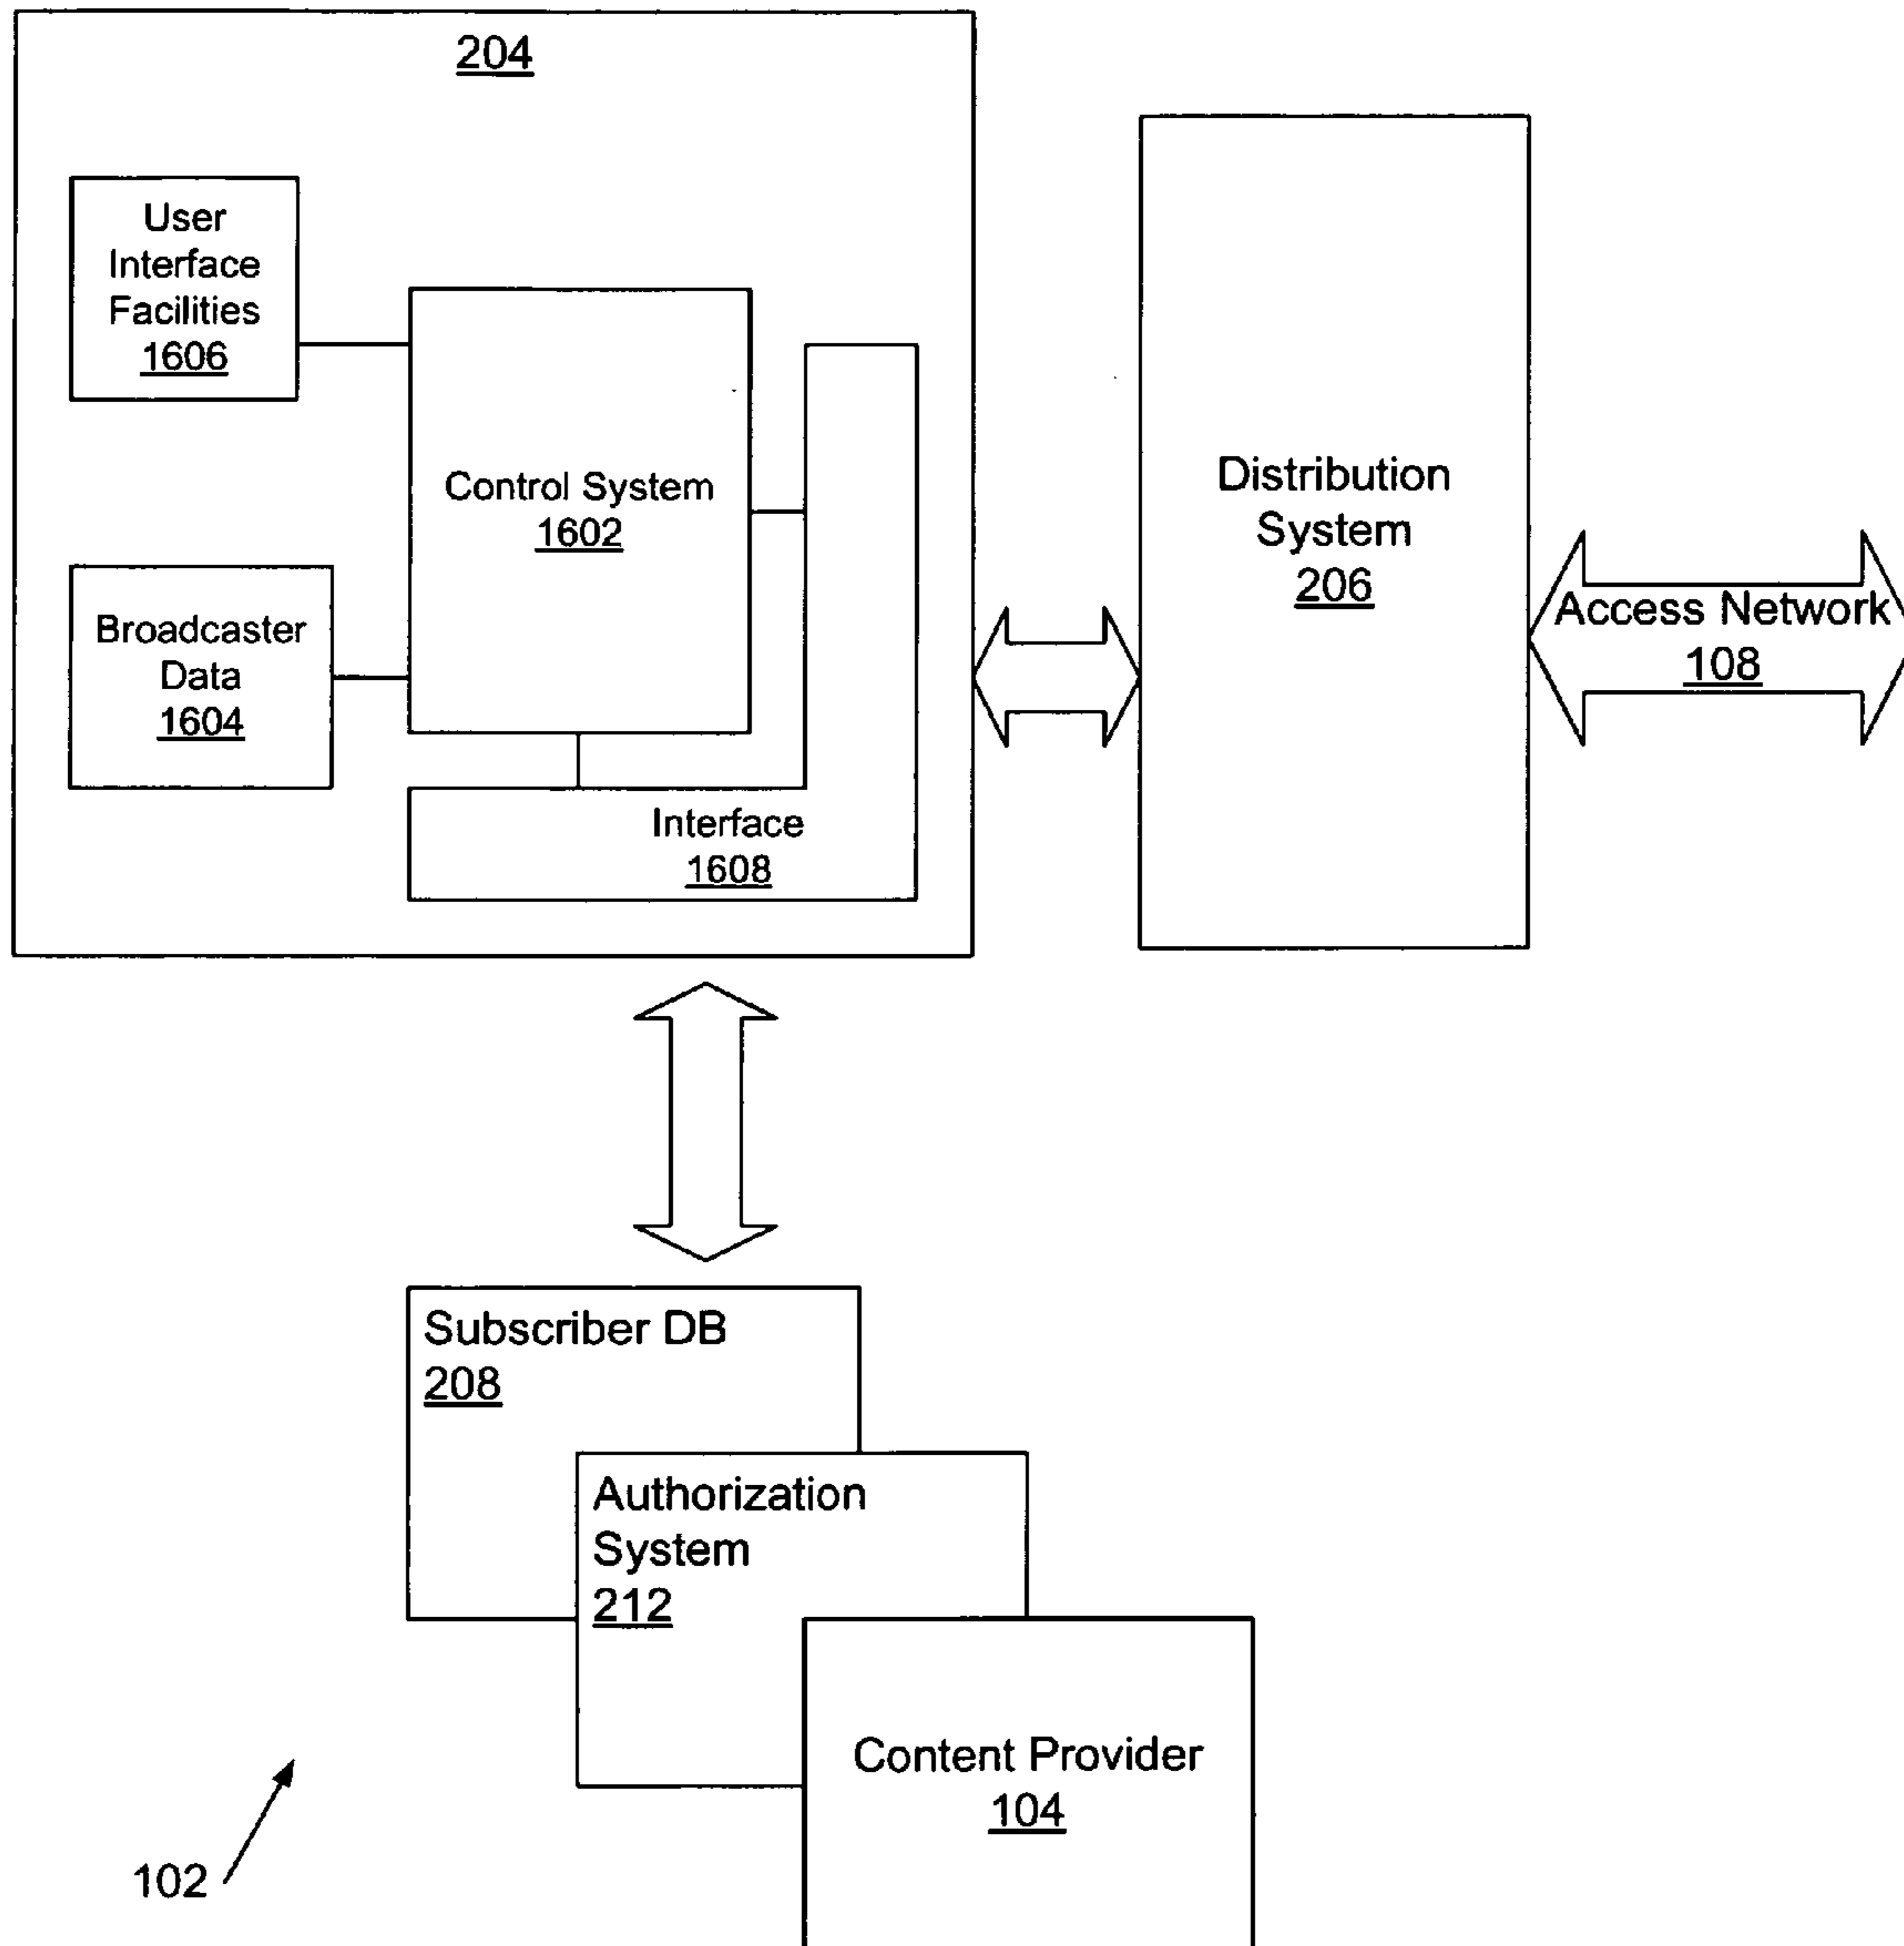 204
User
Interface
Facilities
1606
Control System
1602
Broadcaster
Data
1604
Interface
1608
Distribution
System
206
Access Network
108
Subscriber DB
208
Authorization
System
212
Content Provider
104
102